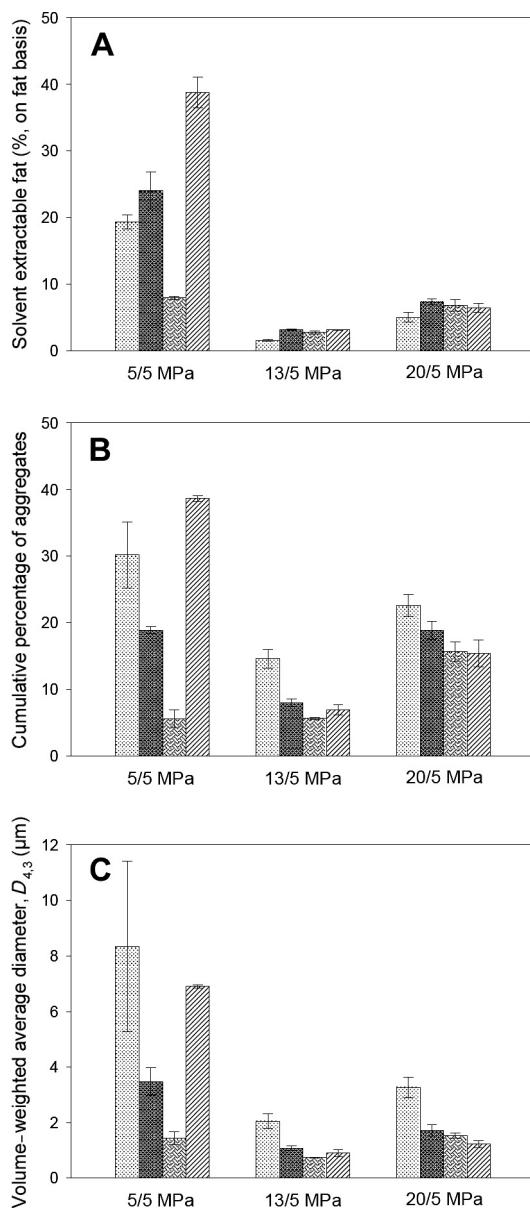 Solvent extractable fat (%, on fat basis)
A
50
40
30
20
10
0
5/5 MPa 13/5 MPa 20/5 MPa
Cumulative percentage of aggregates
B
50
40
30
20
10
0
5/5 MPa 13/5 MPa 20/5 MPa
Volume-weighted average diameter, D4,3 (µm)
C
12
10
8
6
4
2
0
5/5 MPa 13/5 MPa 20/5 MPa